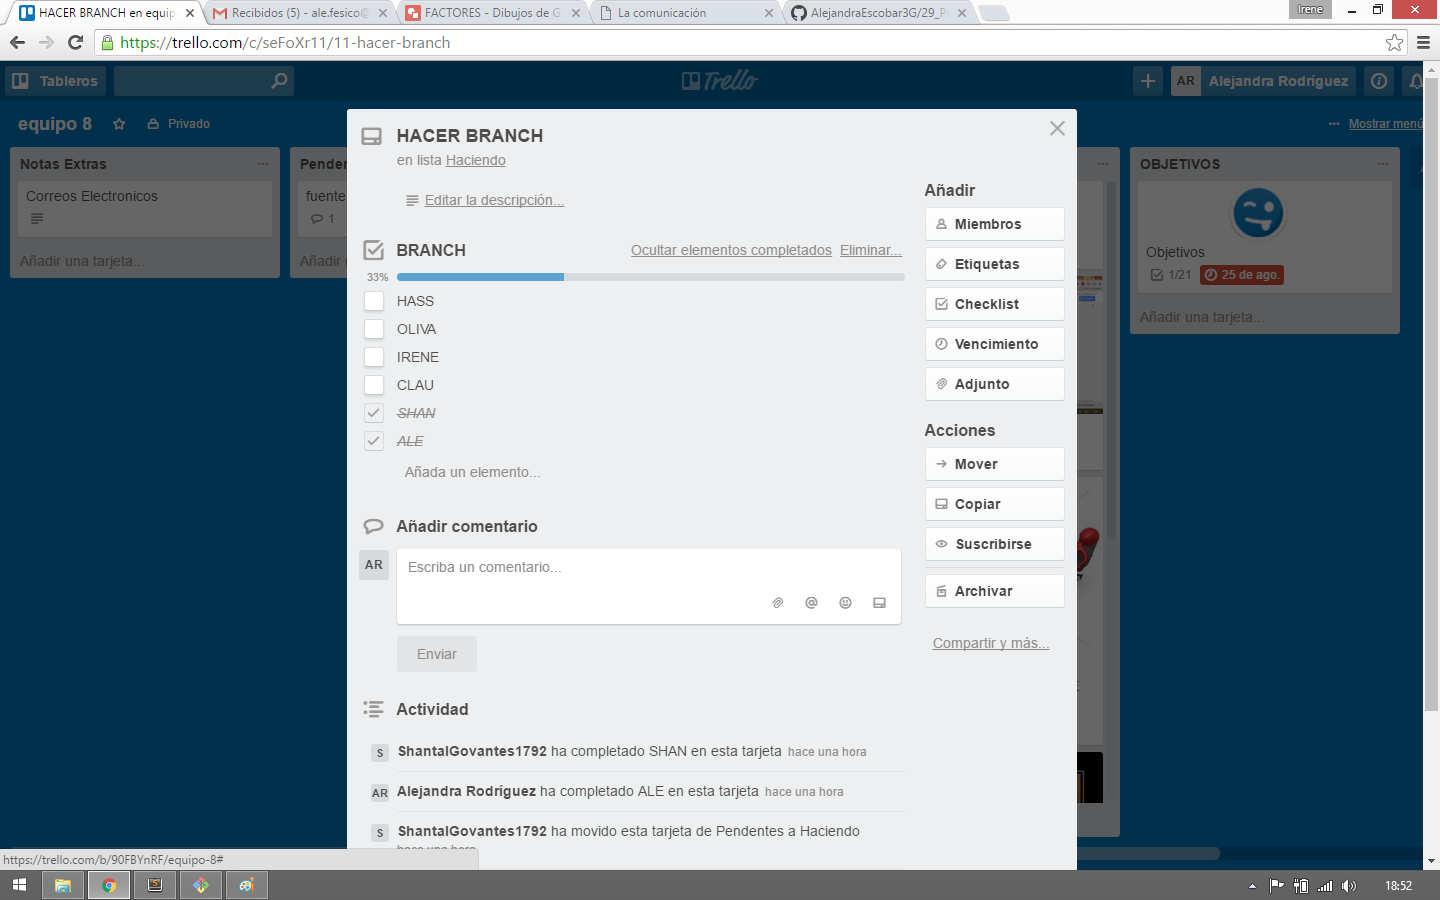 HACER BRANCH en equip
Recibidos (5) - ale.fesico@
FACTORES - Dibujos de G
La comunicación
AlejandraEscobar3G/29_P
Irene
https://trello.com/c/seFoXr11/11-hacer-branch
Tableros
Trello
AR Alejandra Rodríguez
equipo 8 Privado
... Mostrar menú
Notas Extras ...
Correos Electronicos
Añadir una tarjeta...
Penden
fuente
1
Añadir u
HACER BRANCH
en lista Haciendo
Editar la descripción...
BRANCH Ocultar elementos completados Eliminar...
33%
HASS
OLIVA
IRENE
CLAU
SHAN
ALE
Añada un elemento...
Añadir comentario
AR
Escriba un comentario...
Enviar
Actividad
S ShantalGovantes1792 ha completado SHAN en esta tarjeta hace una hora
AR Alejandra Rodríguez ha completado ALE en esta tarjeta hace una hora
S ShantalGovantes1792 ha movido esta tarjeta de Pendentes a Haciendo
hace una hora
Añadir
Miembros
Etiquetas
Checklist
Vencimiento
Adjunto
Acciones
Mover
Copiar
Suscribirse
Archivar
Compartir y más...
...
OBJETIVOS ...
Objetivos
1/21 25 de ago.
Añadir una tarjeta...
https://trello.com/b/90FBYnRF/equipo-8#
18:52